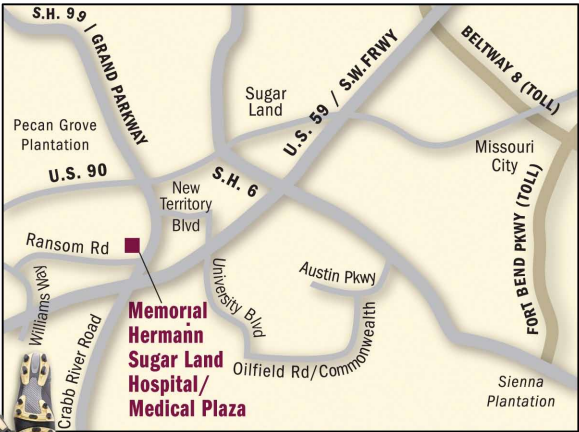 S.H. 99 / GRAND PARKWAY
U.S. 59 / S.W. FRWY
BELTWAY 8 (TOLL)
Sugar
Land
Pecan Grove
Plantation
Missouri
City
U.S. 90
S.H. 6
New
Territory
Blvd
FORT BEND PKWY (TOLL)
Ransom Rd
Williams Way
University Blvd
Austin Pkwy
Memorial
Hermann
Sugar Land
Hospital/
Medical Plaza
Crabb River Road
Oilfield Rd/Commonwealth
Sienna
Plantation